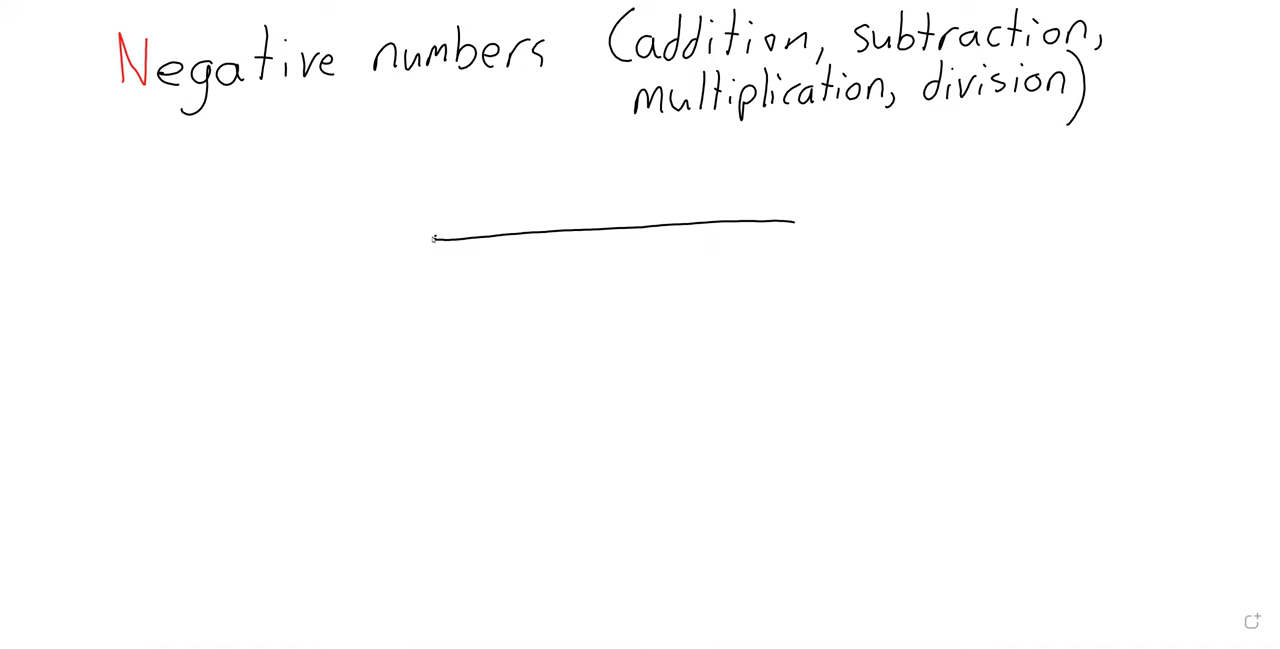 Negative numbers (addition, subtraction,
multiplication, division)